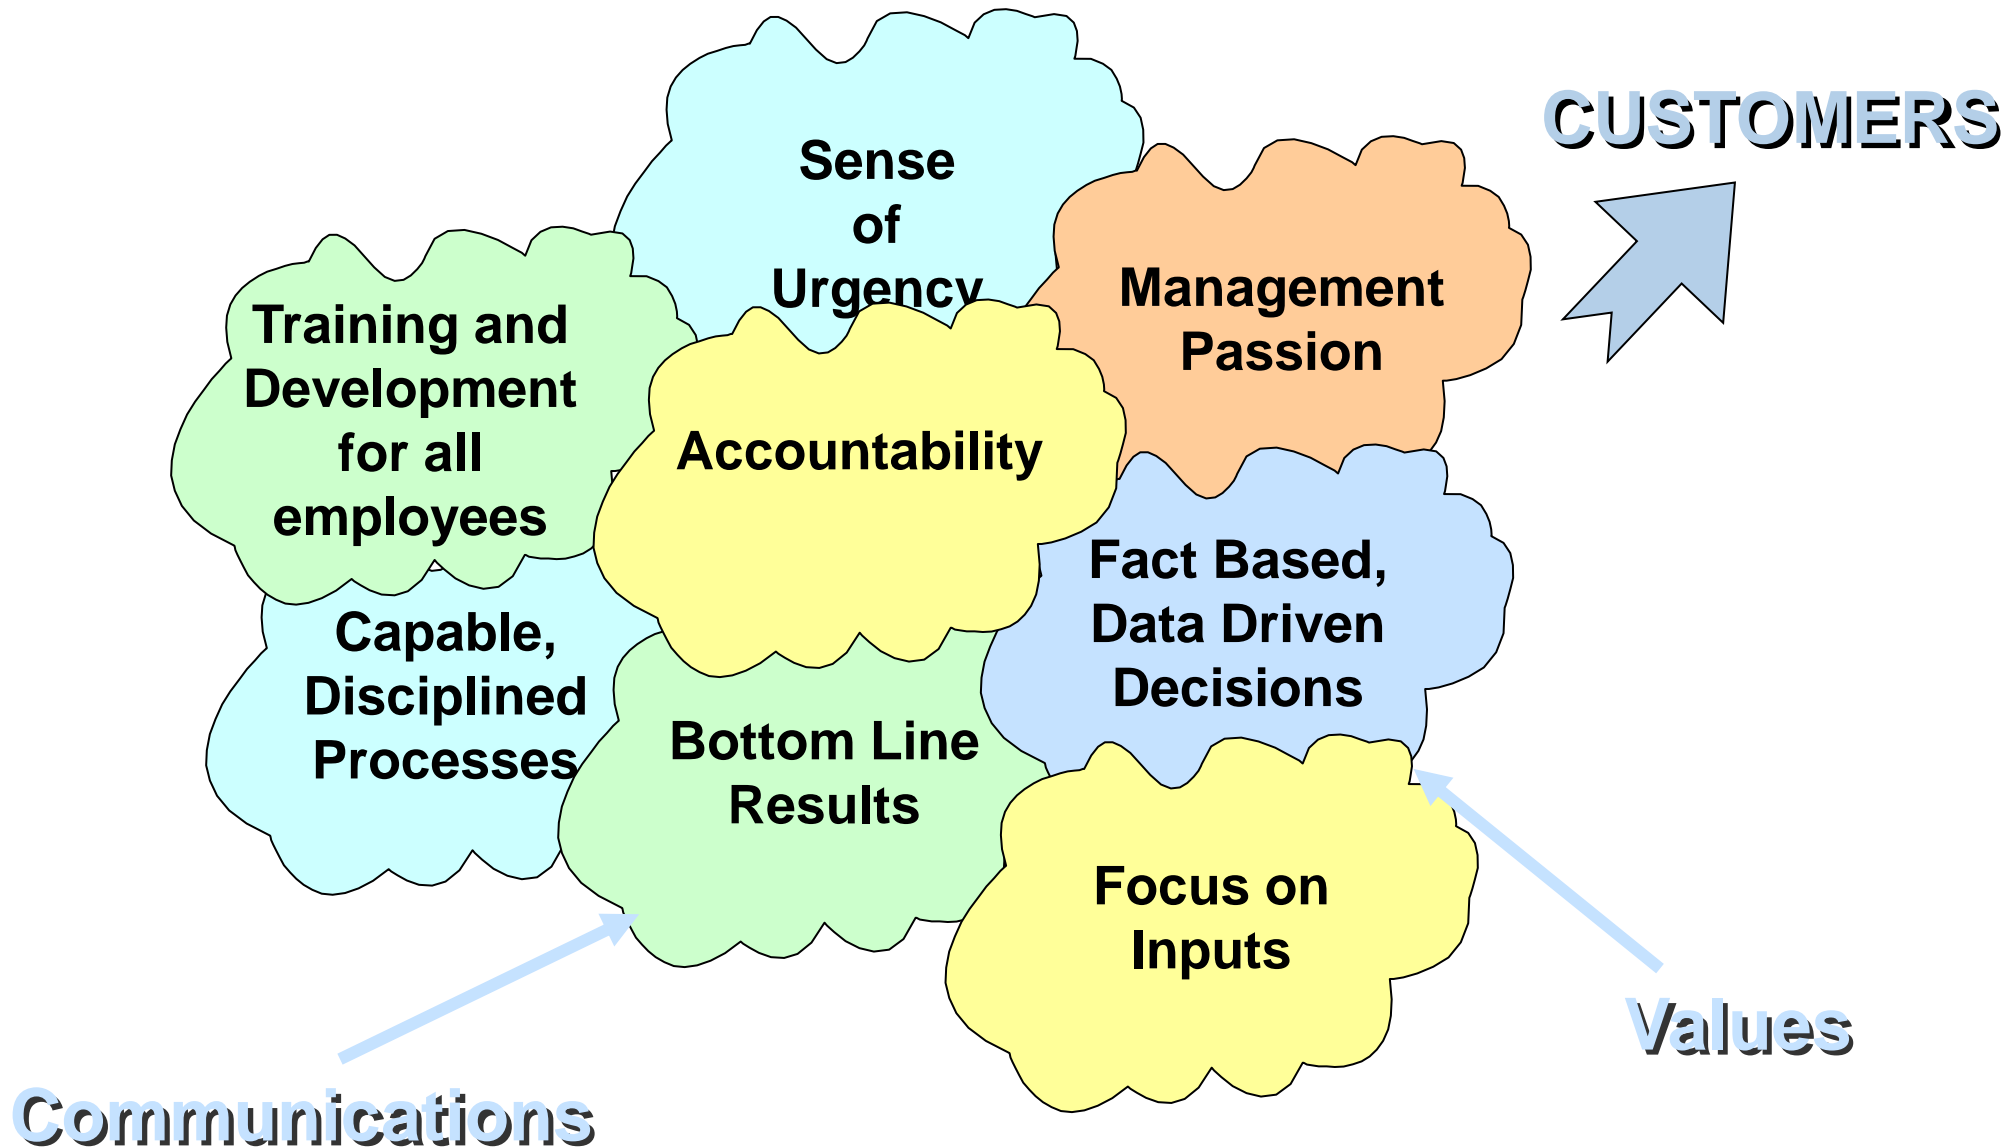 CUSTOMERS
Sense
of
Urgency
Management
Passion
Training and
Development
for all
employees
Accountability
Fact Based,
Data Driven
Decisions
Capable,
Disciplined
Processes
Bottom Line
Results
Focus on
Inputs
Values
Communications